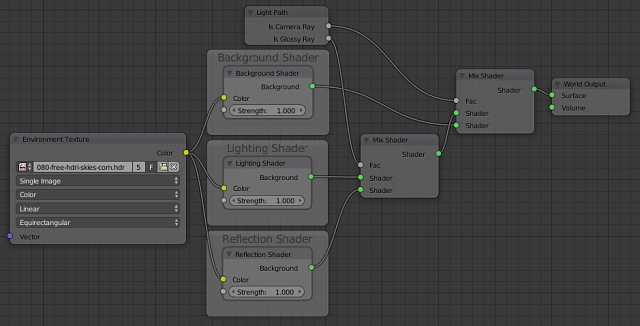 Light Path
Is Camera Ray
Is Glossy Ray
Background Shader
Background Shader
Background
Color
Strength: 1.000
Mix Shader
Shader
Fac
Shader
Shader
World Output
Surface
Volume
Environment Texture
Color
080-free-hdri-skies-com.hdr 5 F
Single Image
Color
Linear
Equirectangular
Vector
Lighting Shader
Lighting Shader
Background
Color
Strength: 1.000
Mix Shader
Shader
Fac
Shader
Shader
Reflection Shader
Reflection Shader
Background
Color
Strength: 1.000